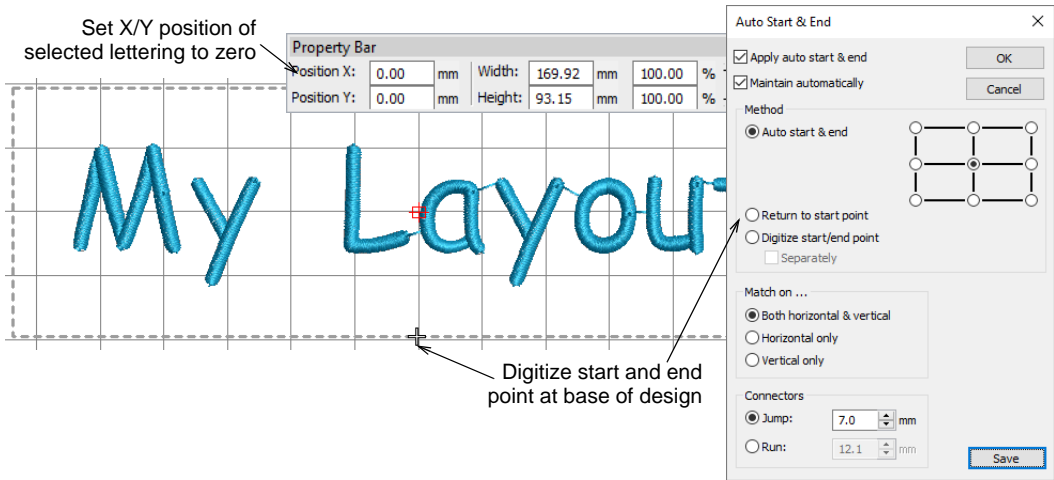 Set X/Y position of
selected lettering to zero
Property Bar
Position X: 0.00 mm Width: 169.92 mm 100.00 %
Position Y: 0.00 mm Height: 93.15 mm 100.00 %
My Layou
Digitize start and end
point at base of design
Auto Start & End
Apply auto start & end
OK
Maintain automatically
Cancel
Method
Auto start & end
Return to start point
Digitize start/end point
Separately
Match on ...
Both horizontal & vertical
Horizontal only
Vertical only
Connectors
Jump: 7.0 mm
Run: 12.1 mm
Save